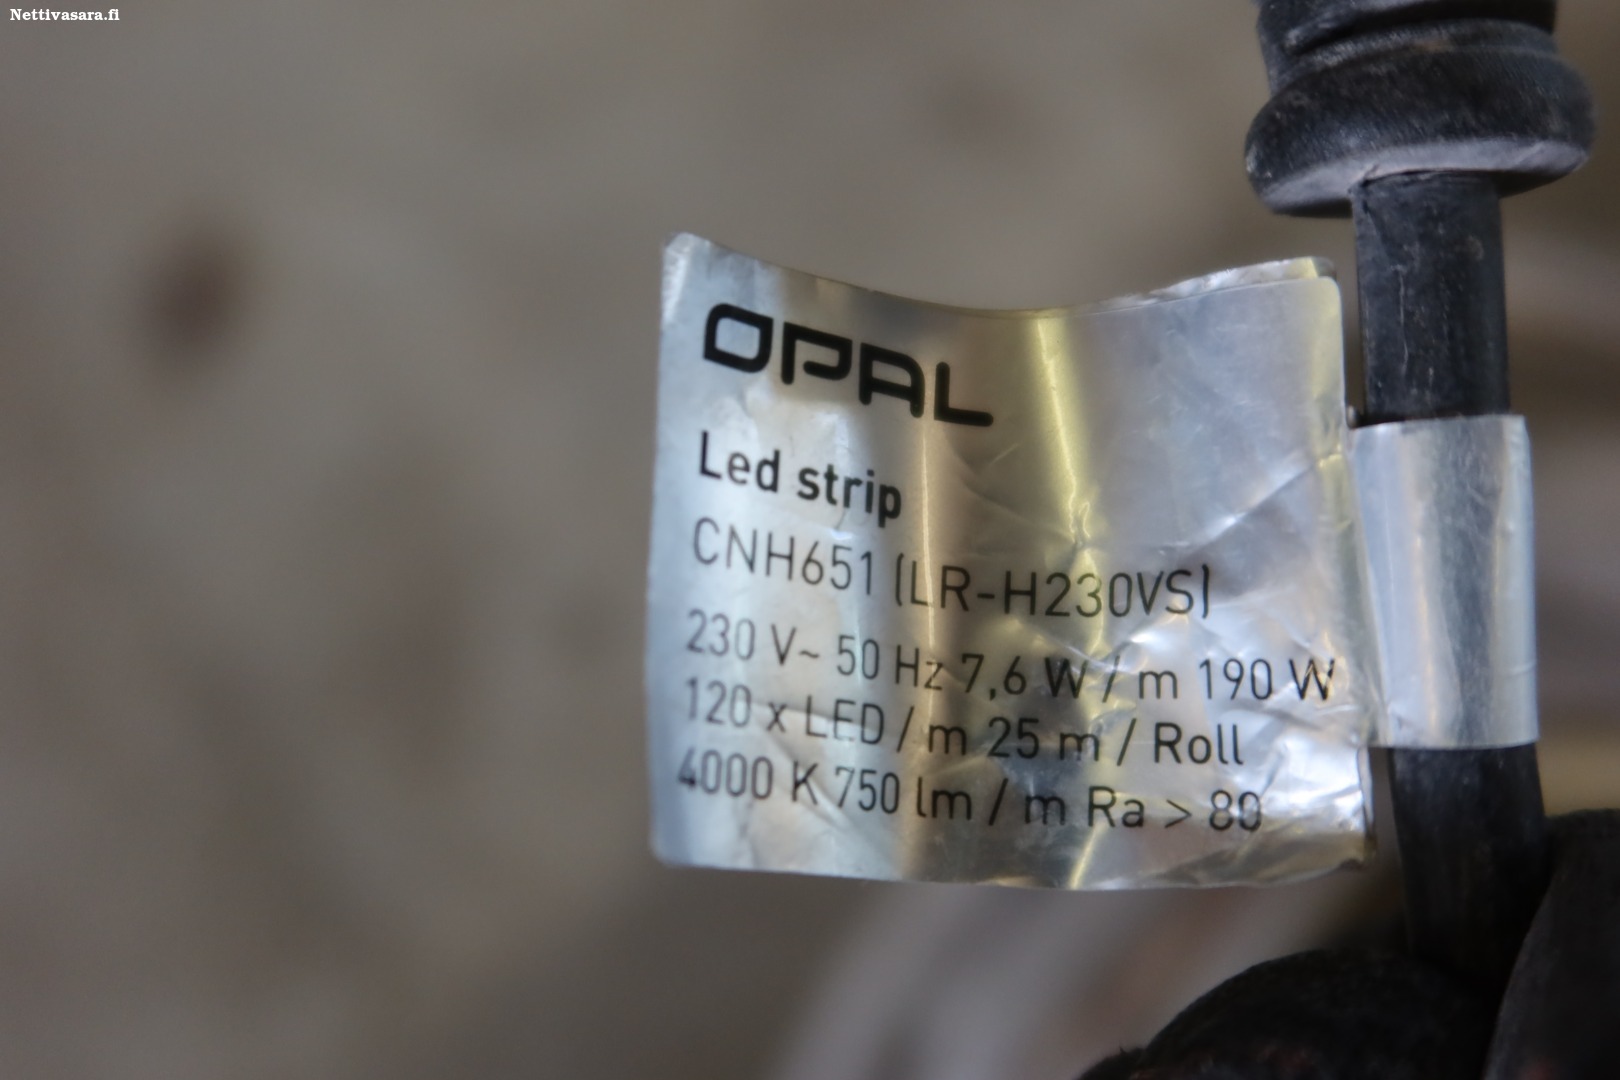 Nettivasara.fi
OPAL
Led strip
CNH651 (LR-H230VS)
230 V~ 50 Hz 7,6 W / m 190 W
120 x LED / m 25 m / Roll
4000 K 750 lm / m Ra > 80